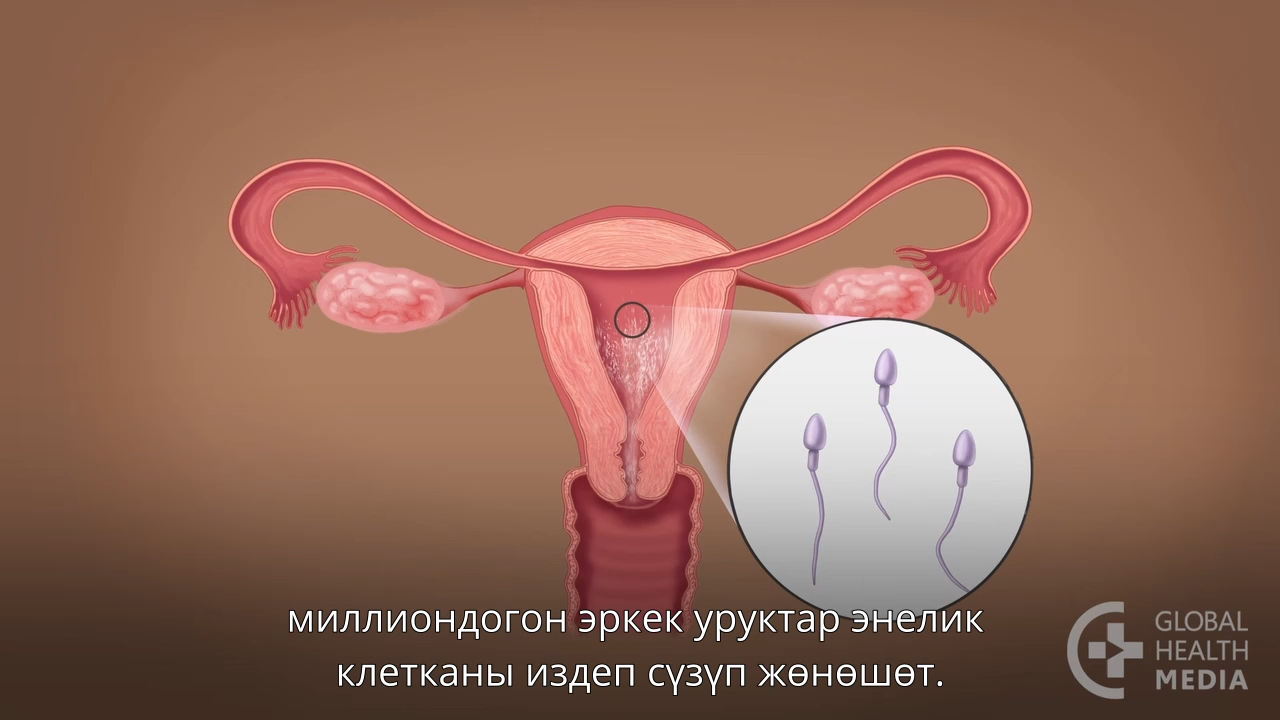 миллиондогон эркек уруктар энелик
клетканы издеп сүзүп жөнөшөт.
GLOBAL
HEALTH
MEDIA